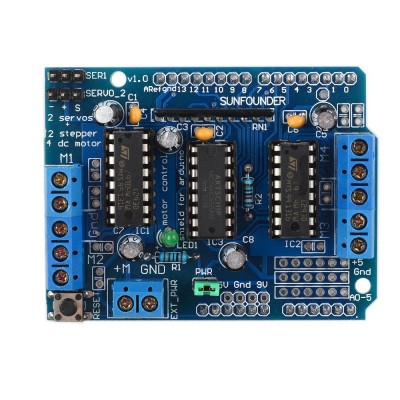 SER1
v1.0
ARefgnd13 12 11 10 9 8
7 6 5 4 3 2 1 0
SERVO_2
SUNFOUNDER
- + S
2 servos
+
2 stepper
4 dc motor
C1
C3
C2
RN1
C6
C5
M1
M4
Gnd
motor control
shield for arduino
R2
C7 IC1
IC3
C8
IC2
M3
M2
LED1
R1
+M GND
PWR
+5
Gnd
5V Gnd 9V
RESET
EXT_PWR
A0-5